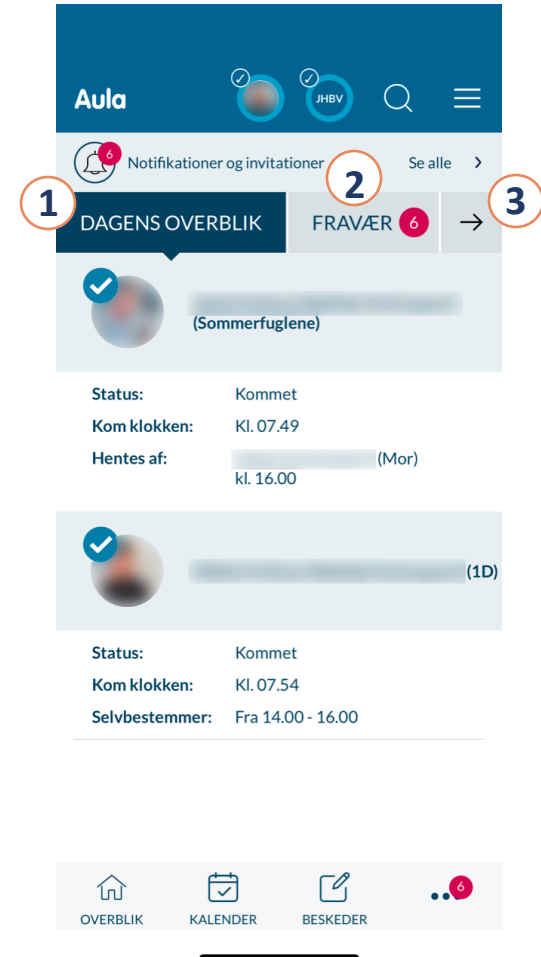 Aula
JHBV
6
Notifikationer og invitationer
Se alle
1
2
3
DAGENS OVERBLIK
FRAVÆR 6
(Sommerfuglene)
Status: Kommet
Kom klokken: Kl. 07.49
Hentes af: (Mor)
kl. 16.00
(1D)
Status: Kommet
Kom klokken: Kl. 07.54
Selvbestemmer: Fra 14.00 - 16.00
6
OVERBLIK KALENDER BESKEDER